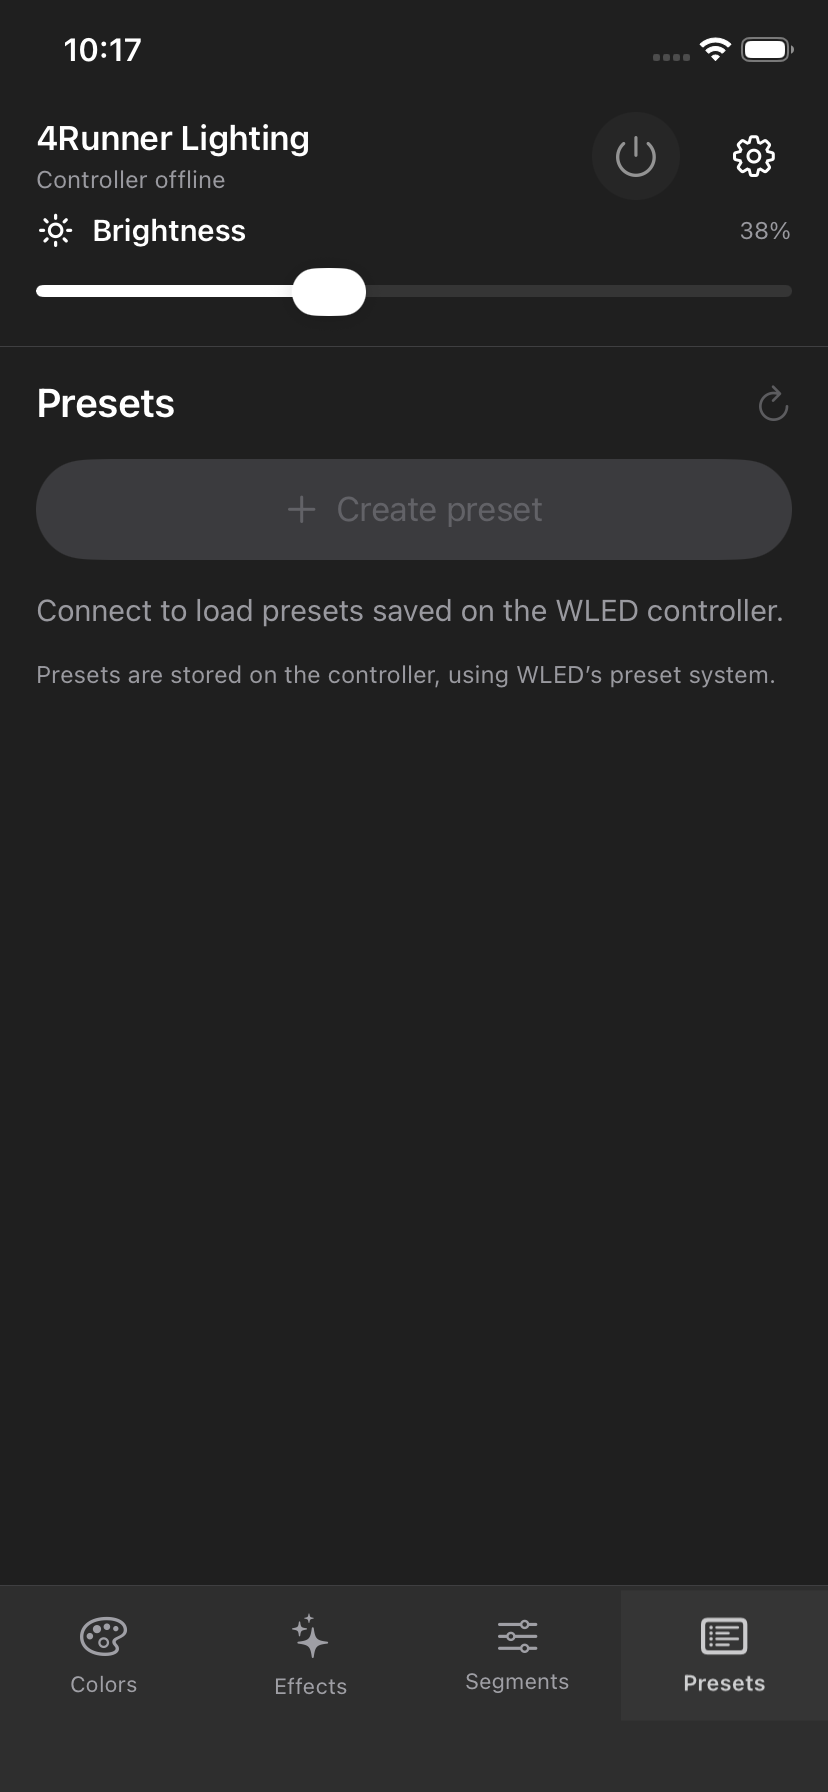 10:17
4Runner Lighting
Controller offline
Brightness
38%
Presets
Create preset
Connect to load presets saved on the WLED controller.
Presets are stored on the controller, using WLED’s preset system.
Colors
Effects
Segments
Presets